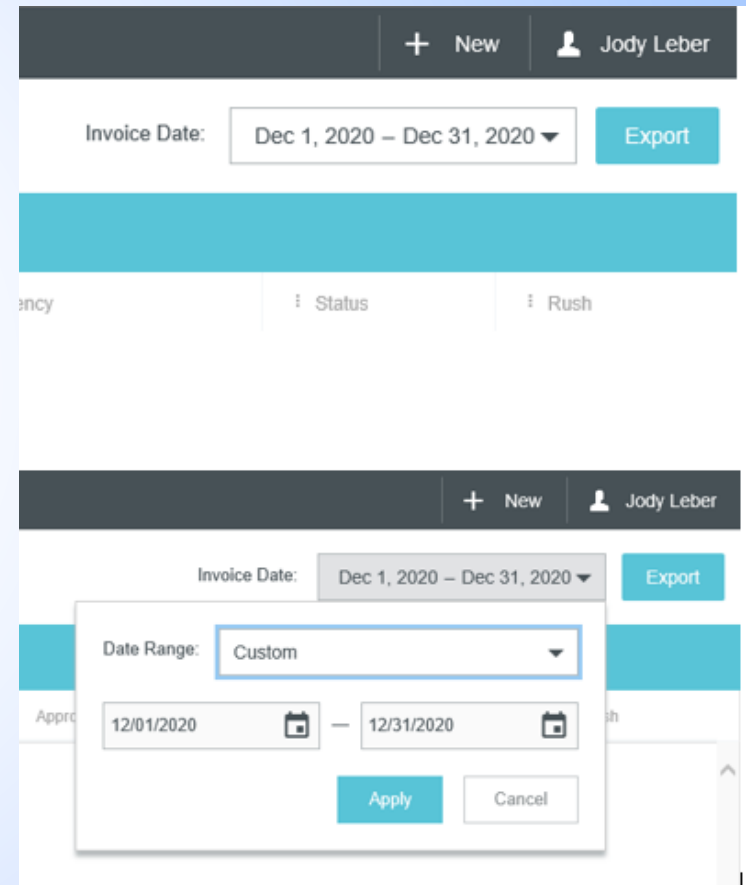 + New Jody Leber
Invoice Date: Dec 1, 2020 – Dec 31, 2020 Export
ency Status Rush
+ New Jody Leber
Invoice Date: Dec 1, 2020 – Dec 31, 2020 Export
Date Range: Custom
Appro 12/01/2020 — 12/31/2020 sh
Apply Cancel